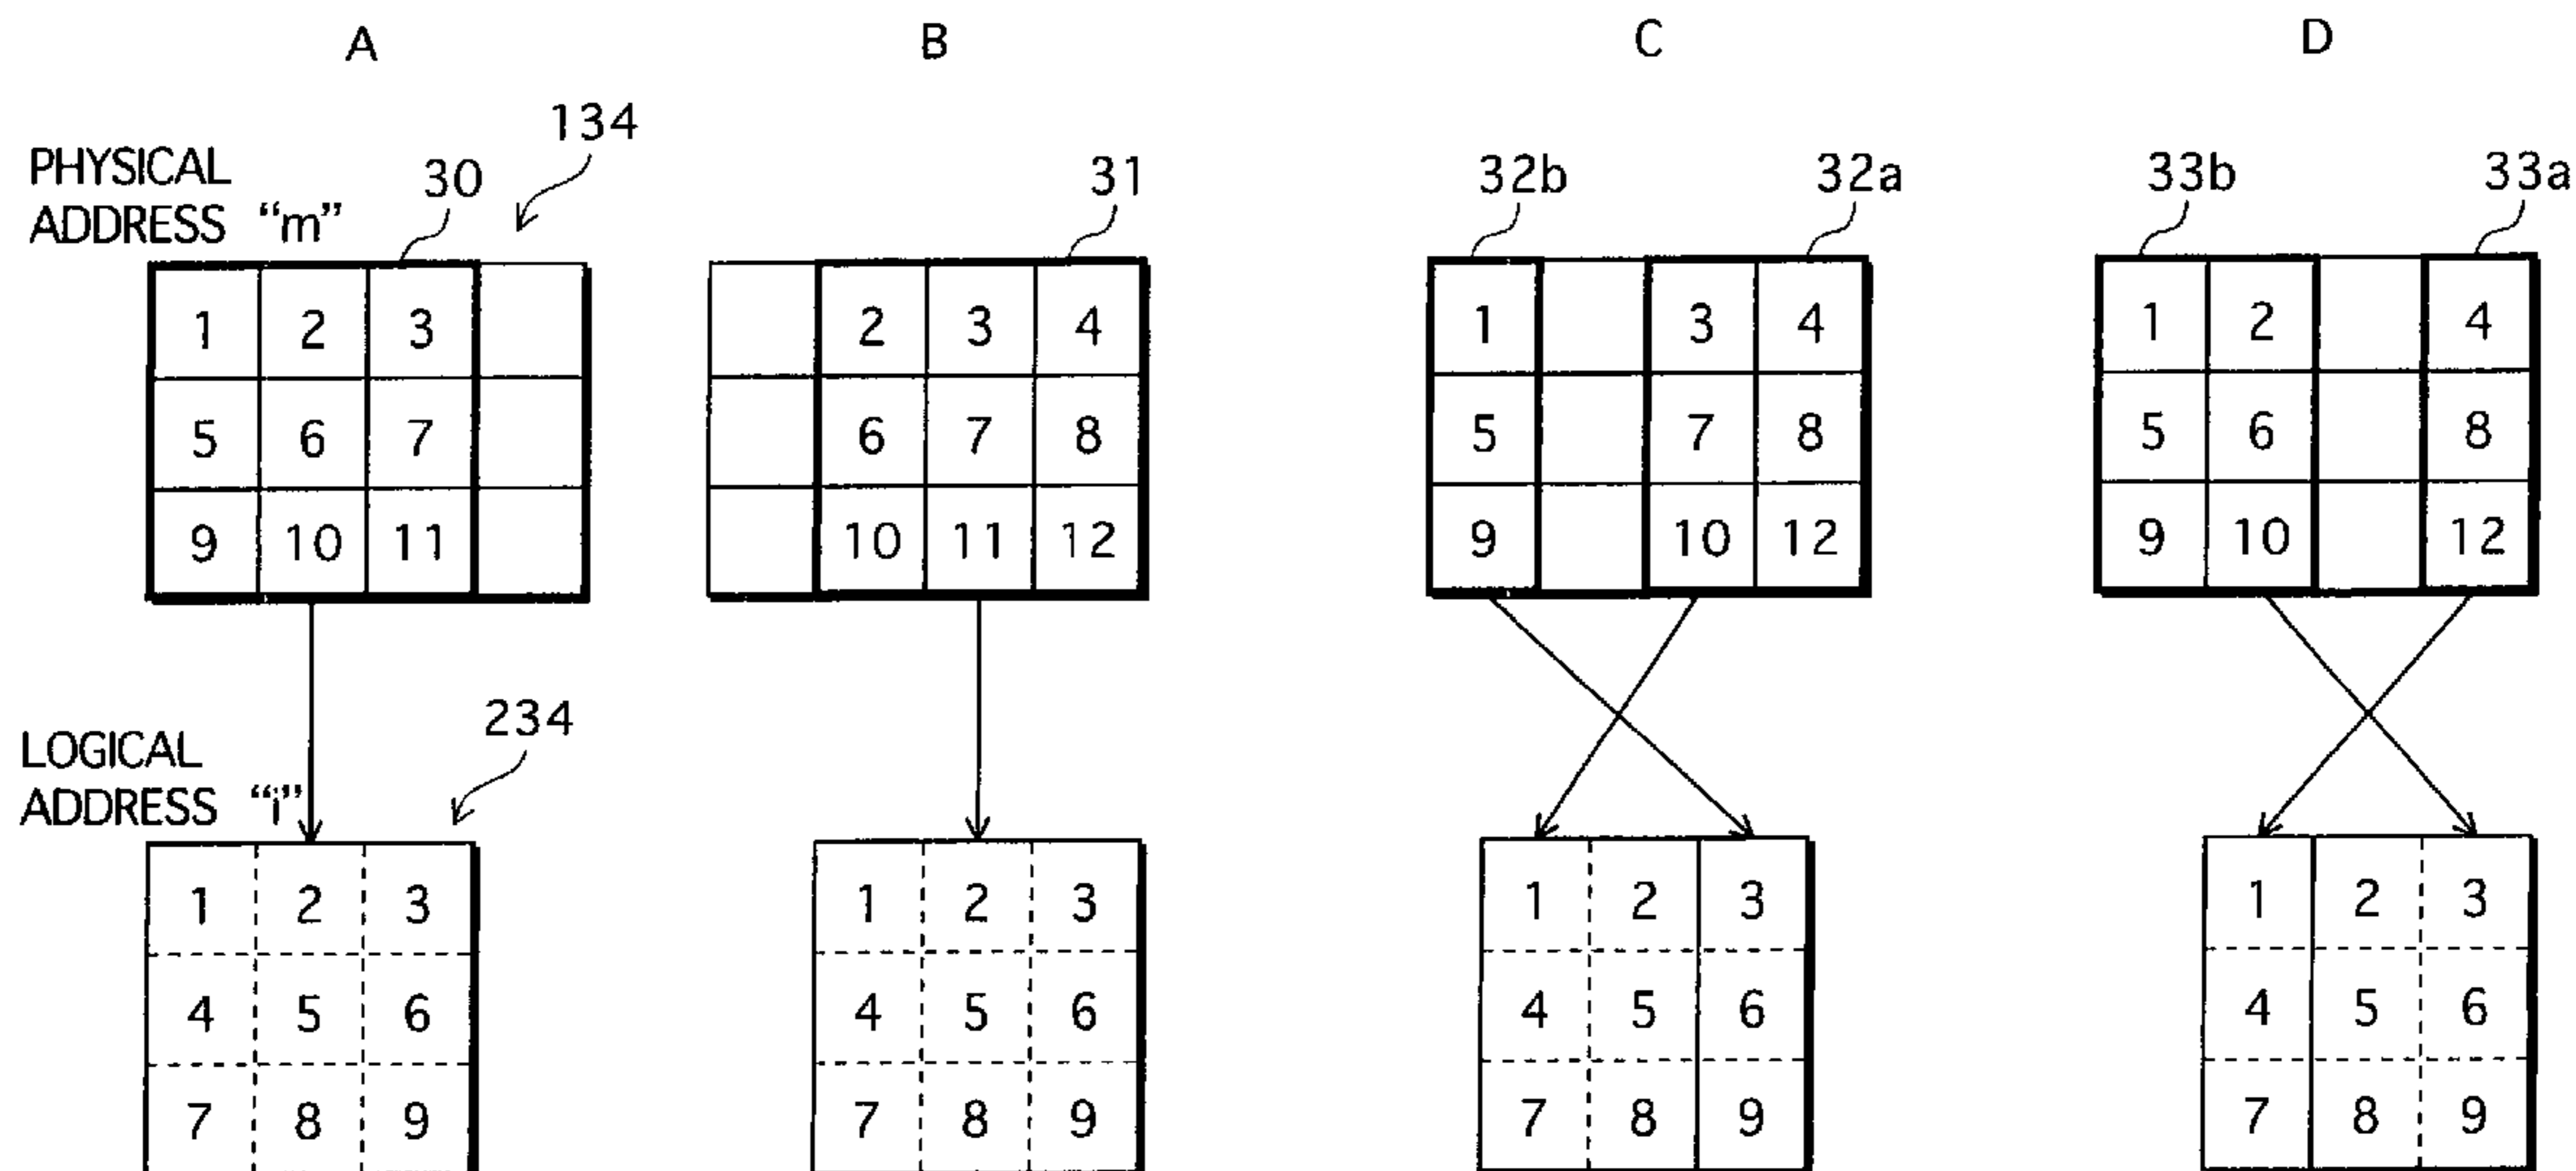 A B C D
134
PHYSICAL
ADDRESS “m”
30 31 32b 32a 33b 33a
1 2 3 2 3 4 1 3 4 1 2 4
5 6 7 6 7 8 5 7 8 5 6 8
9 10 11 10 11 12 9 10 12 9 10 12
234
LOGICAL
ADDRESS “i”
1 2 3 1 2 3 1 2 3 1 2 3
4 5 6 4 5 6 4 5 6 4 5 6
7 8 9 7 8 9 7 8 9 7 8 9